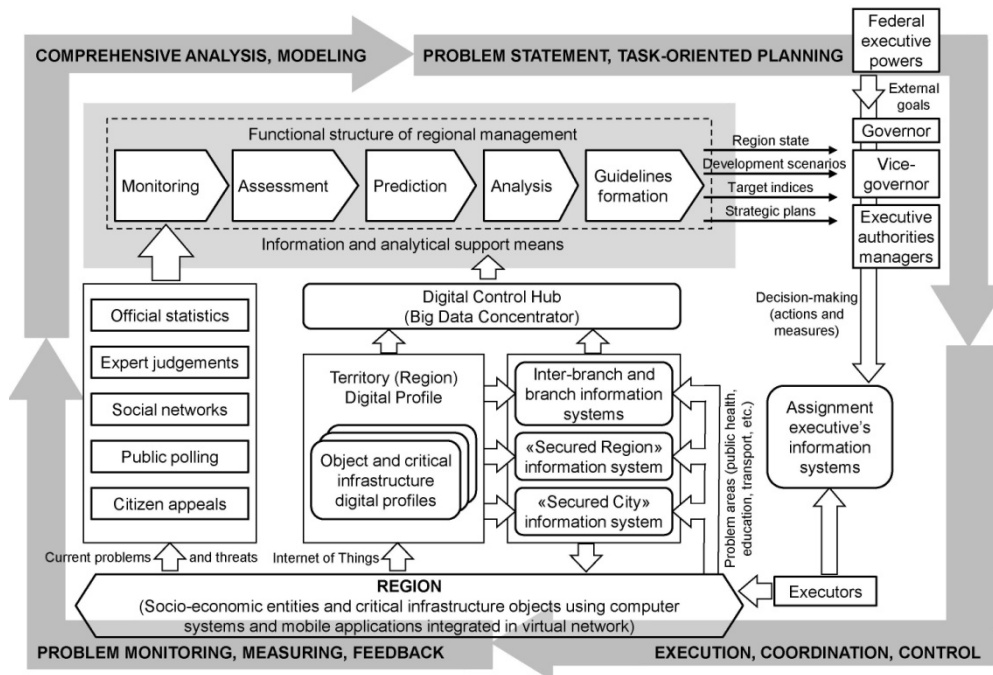 COMPREHENSIVE ANALYSIS, MODELING
PROBLEM STATEMENT, TASK-ORIENTED PLANNING
Federal
executive
powers
External
goals
Governor
Vice-
governor
Executive
authorities
managers
Functional structure of regional management
Monitoring
Assessment
Prediction
Analysis
Guidelines
formation
Region state
Development scenarios
Target indices
Strategic plans
Information and analytical support means
Official statistics
Expert judgements
Social networks
Public polling
Citizen appeals
Digital Control Hub
(Big Data Concentrator)
Territory (Region)
Digital Profile
Object and critical
infrastructure
digital profiles
Inter-branch and
branch information
systems
«Secured Region»
information system
«Secured City»
information system
Problem areas (public health,
education, transport, etc.)
Decision-making
(actions and
measures)
Assignment
executive's
information
systems
Current problems
and threats
Internet of Things
Executors
REGION
(Socio-economic entities and critical infrastructure objects using computer
systems and mobile applications integrated in virtual network)
PROBLEM MONITORING, MEASURING, FEEDBACK
EXECUTION, COORDINATION, CONTROL